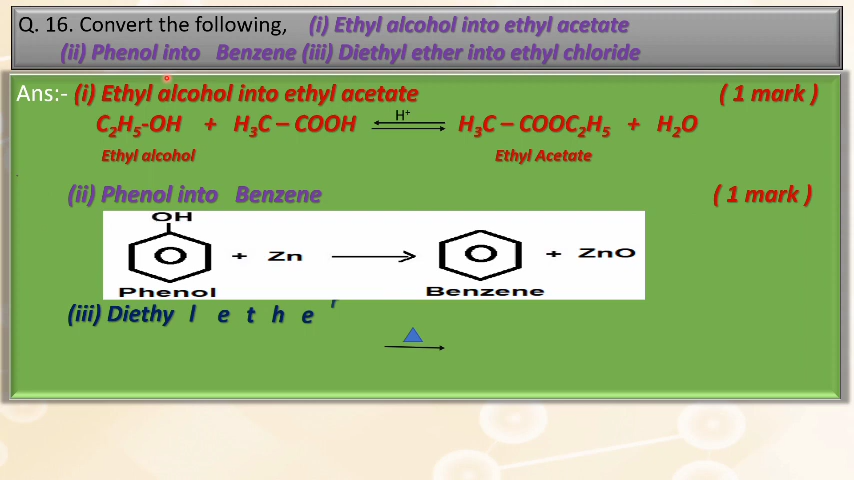 Q. 16. Convert the following, (i) Ethyl alcohol into ethyl acetate
(ii) Phenol into Benzene (iii) Diethyl ether into ethyl chloride
Ans:- (i) Ethyl alcohol into ethyl acetate ( 1 mark )
C₂H₅-OH + H₃C – COOH H⁺ H₃C – COOC₂H₅ + H₂O
Ethyl alcohol Ethyl Acetate
(ii) Phenol into Benzene ( 1 mark )
OH
O + Zn ⟶ O + ZnO
Phenol Benzene
(iii) Diethy l e t h e r